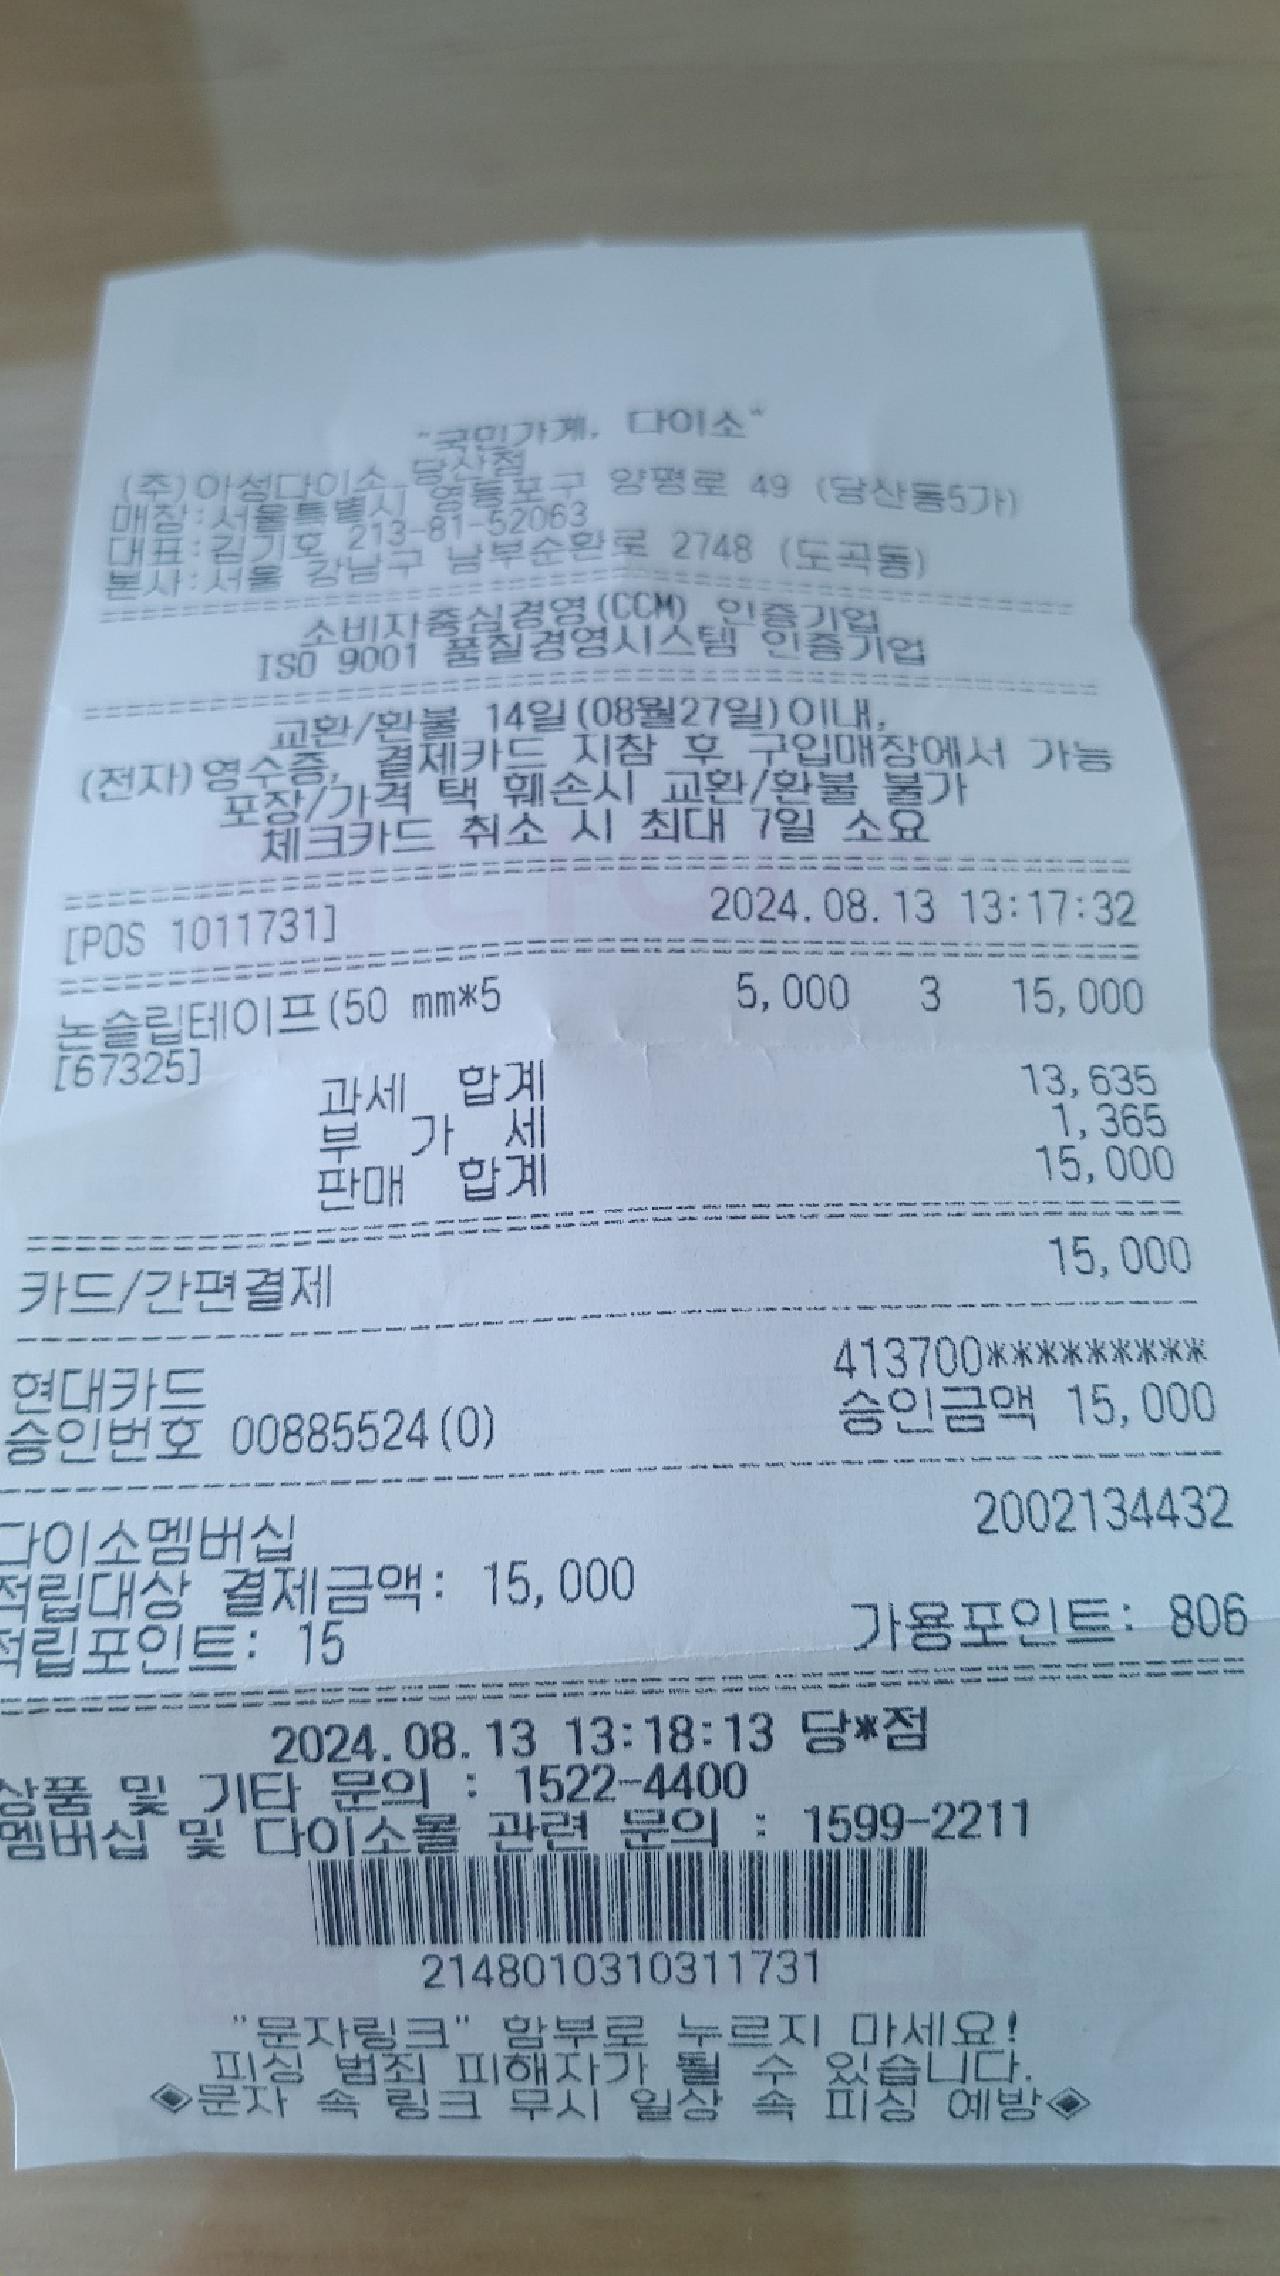 "국민가게, 다이소"
(주)아성다이소_당산점
매장:서울특별시 영등포구 양평로 49 (당산동5가)
대표:김기호 213-81-52063
본사:서울 강남구 남부순환로 2748 (도곡동)
소비자중심경영(CCM) 인증기업
ISO 9001 품질경영시스템 인증기업
교환/환불 14일(08월27일)이내,
(전자)영수증, 결제카드 지참 후 구입매장에서 가능
포장/가격 택 훼손시 교환/환불 불가
체크카드 취소 시 최대 7일 소요
[POS 1011731] 2024.08.13 13:17:32
논슬립테이프(50 mm*5 5,000 3 15,000
[67325]
과세 합계 13,635
부 가 세 1,365
판매 합계 15,000
카드/간편결제 15,000
현대카드 413700**********
승인번호 00885524(0) 승인금액 15,000
다이소멤버십 2002134432
적립대상 결제금액: 15,000
적립포인트: 15 가용포인트: 806
2024.08.13 13:18:13 당*점
상품 및 기타 문의 : 1522-4400
멤버십 및 다이소몰 관련 문의 : 1599-2211
2148010310311731
"문자링크" 함부로 누르지 마세요!
피싱 범죄 피해자가 될 수 있습니다.
◈문자 속 링크 무시 일상 속 피싱 예방◈